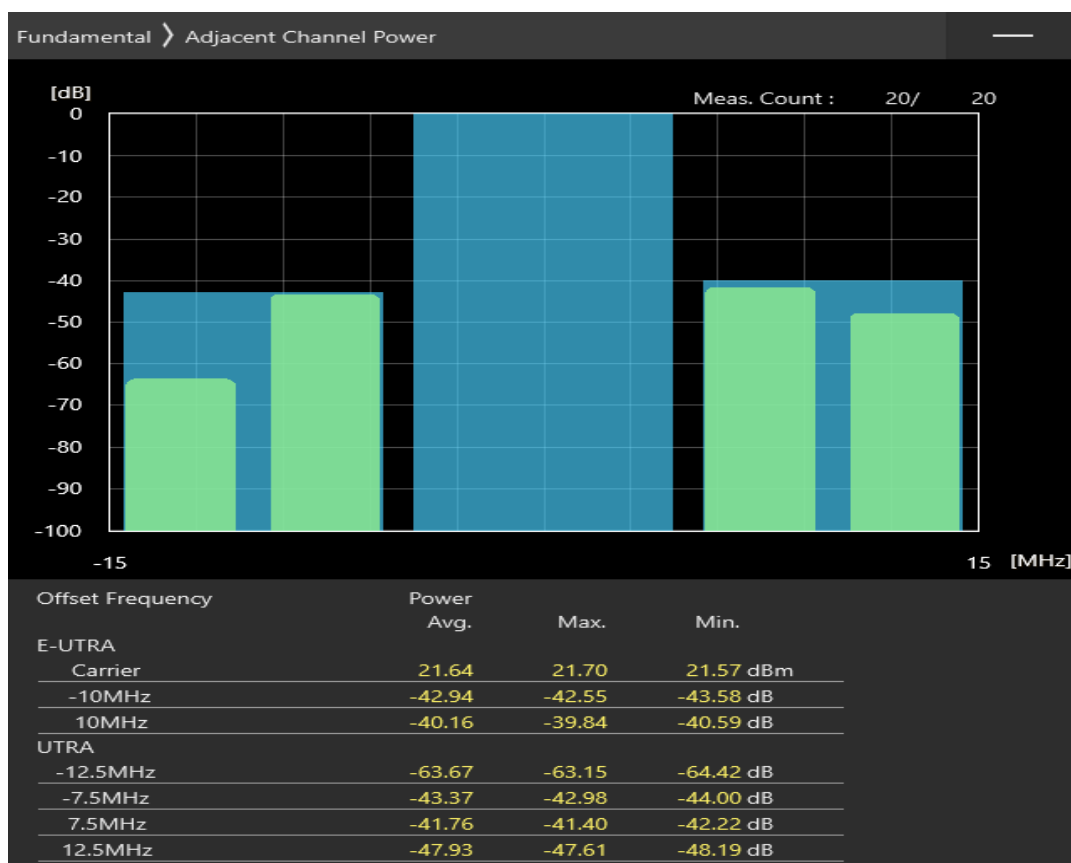 Fundamental ❯ Adjacent Channel Power
[dB]
Meas. Count : 20/ 20
0
-10
-20
-30
-40
-50
-60
-70
-80
-90
-100
-15 15 [MHz]
Offset Frequency Power
Avg. Max. Min.
E-UTRA
Carrier 21.64 21.70 21.57 dBm
-10MHz -42.94 -42.55 -43.58 dB
10MHz -40.16 -39.84 -40.59 dB
UTRA
-12.5MHz -63.67 -63.15 -64.42 dB
-7.5MHz -43.37 -42.98 -44.00 dB
7.5MHz -41.76 -41.40 -42.22 dB
12.5MHz -47.93 -47.61 -48.19 dB